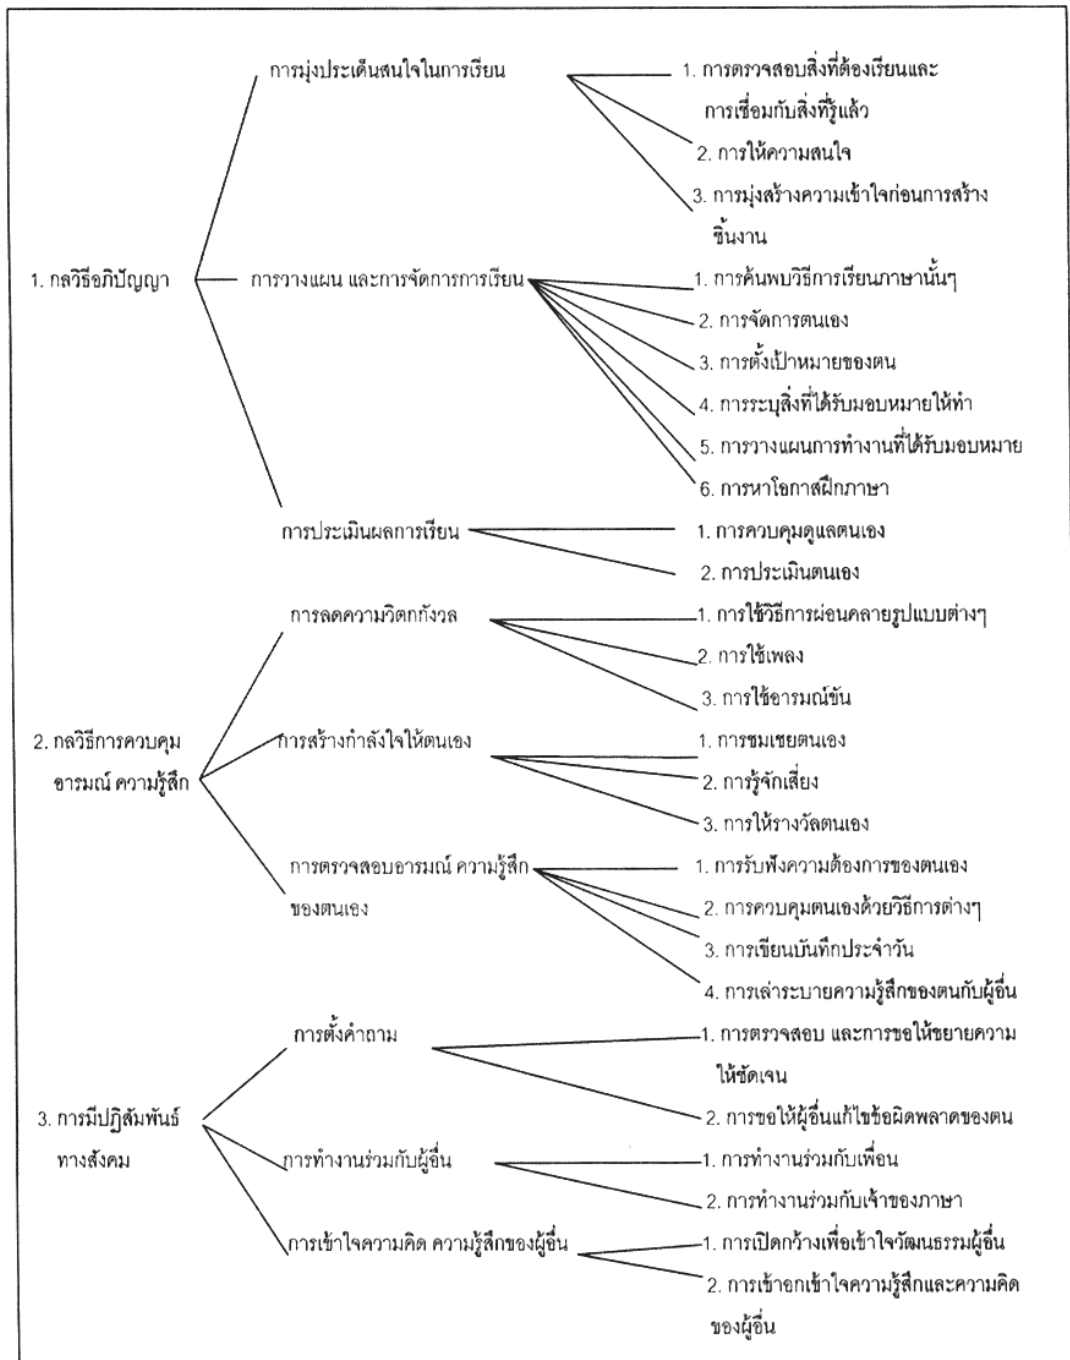 การมุ่งประเด็นสนใจในการเรียน
1. การตรวจสอบสิ่งที่ต้องเรียนและ
การเชื่อมกับสิ่งที่รู้แล้ว
2. การให้ความสนใจ
3. การมุ่งสร้างความเข้าใจก่อนการสร้าง
ชิ้นงาน
1. กลวิธีอภิปัญญา
การวางแผน และการจัดการการเรียน
1. การค้นพบวิธีการเรียนภาษานั้นๆ
2. การจัดการตนเอง
3. การตั้งเป้าหมายของตน
4. การระบุสิ่งที่ได้รับมอบหมายให้ทำ
5. การวางแผนการทำงานที่ได้รับมอบหมาย
6. การหาโอกาสฝึกภาษา
การประเมินผลการเรียน
1. การควบคุมดูแลตนเอง
2. การประเมินตนเอง
การลดความวิตกกังวล
1. การใช้วิธีการผ่อนคลายรูปแบบต่างๆ
2. การใช้เพลง
3. การใช้อารมณ์ขัน
2. กลวิธีการควบคุม
อารมณ์ ความรู้สึก
การสร้างกำลังใจให้ตนเอง
1. การชมเชยตนเอง
2. การรู้จักเสี่ยง
3. การให้รางวัลตนเอง
การตรวจสอบอารมณ์ ความรู้สึก
ของตนเอง
1. การรับฟังความต้องการของตนเอง
2. การควบคุมตนเองด้วยวิธีการต่างๆ
3. การเขียนบันทึกประจำวัน
4. การเล่าระบายความรู้สึกของตนกับผู้อื่น
การตั้งคำถาม
1. การตรวจสอบ และการขอให้ขยายความ
ให้ชัดเจน
2. การขอให้ผู้อื่นแก้ไขข้อผิดพลาดของตน
3. การมีปฏิสัมพันธ์
ทางสังคม
การทำงานร่วมกับผู้อื่น
1. การทำงานร่วมกับเพื่อน
2. การทำงานร่วมกับเจ้าของภาษา
การเข้าใจความคิด ความรู้สึกของผู้อื่น
1. การเปิดกว้างเพื่อเข้าใจวัฒนธรรมผู้อื่น
2. การเข้าอกเข้าใจความรู้สึกและความคิด
ของผู้อื่น